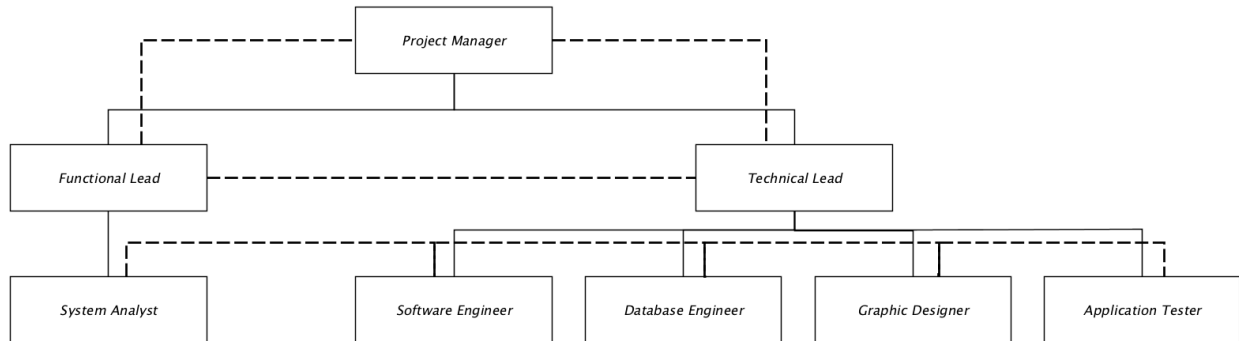 Project Manager
Functional Lead
Technical Lead
System Analyst
Software Engineer
Database Engineer
Graphic Designer
Application Tester